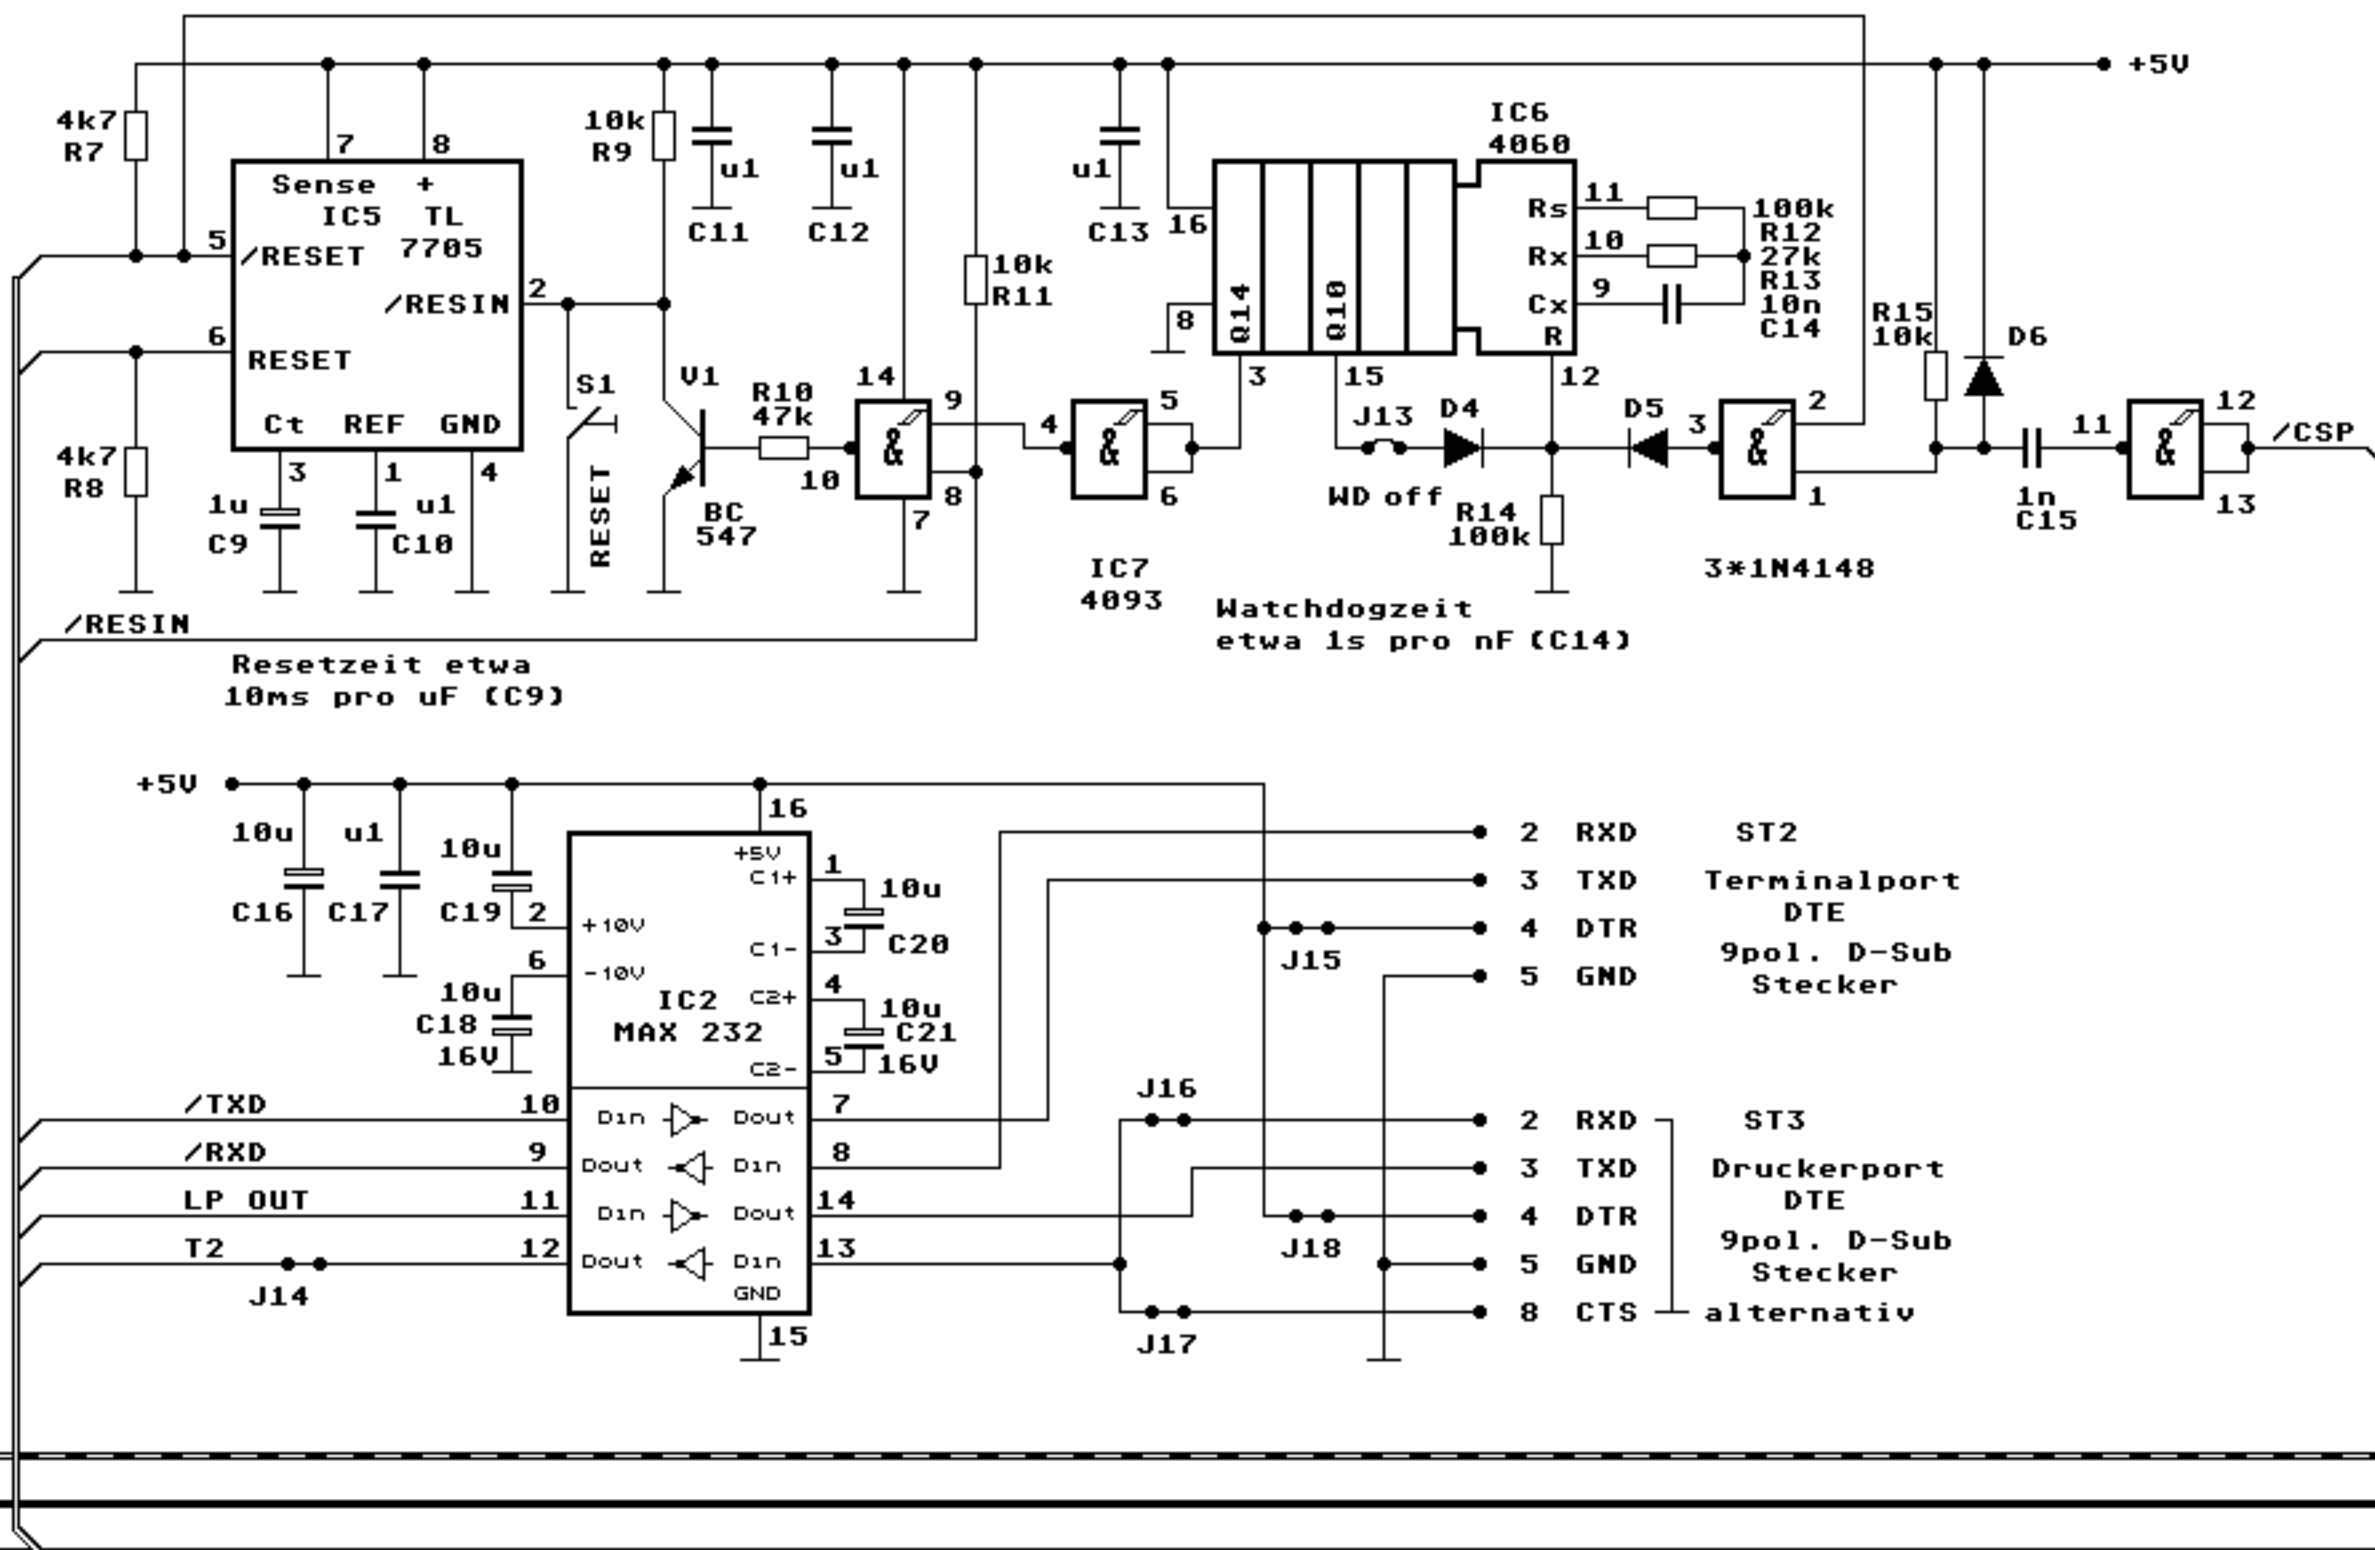 +5V
4k7
R7
7
8
Sense +
IC5 TL
7705
5
/RESET
/RESIN
2
6
RESET
Ct REF GND
3
1
4
4k7
R8
1u
C9
u1
C10
10k
R9
u1
C11
u1
C12
S1
RESET
V1
BC
547
R10
47k
14
10
&
9
8
7
10k
R11
u1
C13
4
&
5
6
IC7
4093
16
8
IC6
4060
Q14
Q10
Rs
Rx
Cx
R
11
10
9
100k
R12
27k
R13
10n
C14
3
15
12
J13
WD off
D4
D5
R14
100k
3
&
2
1
3*1N4148
R15
10k
D6
1n
C15
11
&
12
13
/CSP
/RESIN
Resetzeit etwa
10ms pro uF (C9)
Watchdogzeit
etwa 1s pro nF (C14)
+5V
10u
C16
u1
C17
10u
C19
2
6
10u
C18
16V
16
+5V
C1+
+10V
C1-
-10V
IC2
C2+
MAX 232
C2-
1
10u
3
C20
4
10u
C21
5
16V
/TXD
10
Din
Dout
7
/RXD
9
Dout
Din
8
LP OUT
11
Din
Dout
14
T2
12
Dout
Din
13
J14
GND
15
2 RXD ST2
3 TXD Terminalport
DTE
4 DTR
J15
9pol. D-Sub
5 GND
Stecker
J16
2 RXD ST3
3 TXD Druckerport
DTE
4 DTR
J18
9pol. D-Sub
5 GND
Stecker
8 CTS alternativ
J17